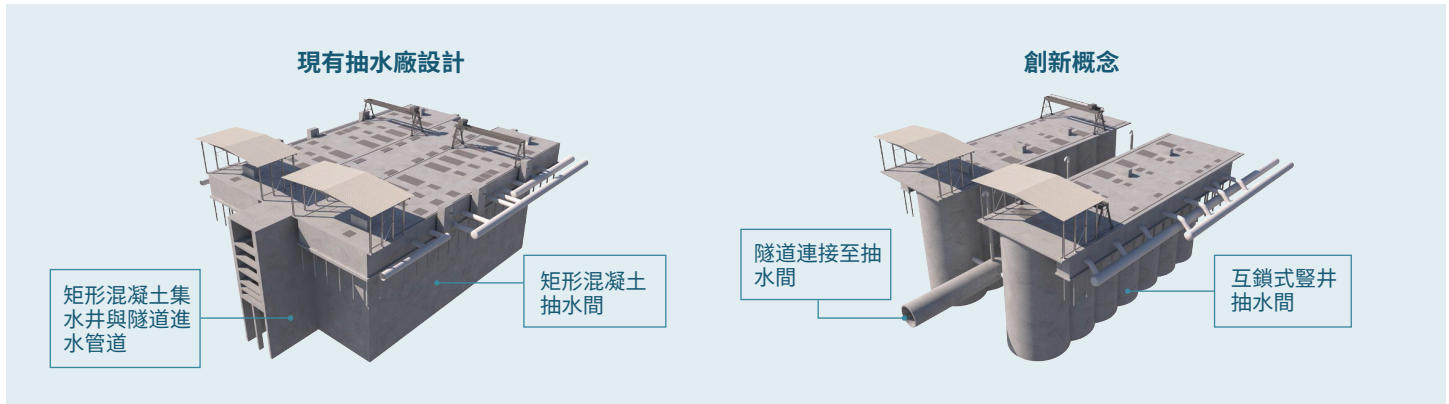 現有抽水廠設計
創新概念
矩形混凝土集
水井與隧道進
水管道
矩形混凝土
抽水間
隧道連接至抽
水間
互鎖式豎井
抽水間